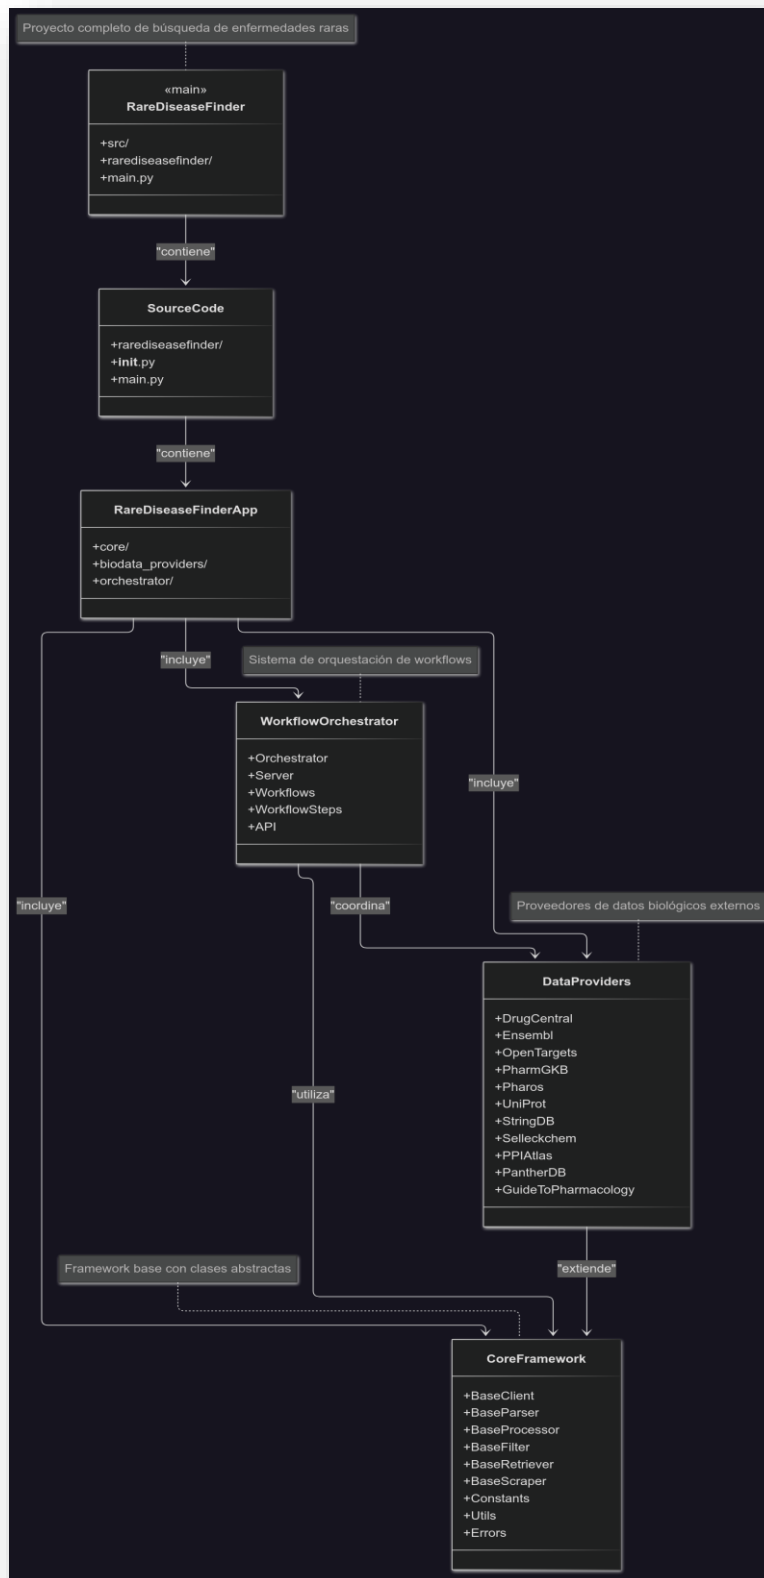 Proyecto completo de búsqueda de enfermedades raras
«main»
RareDiseaseFinder
+src/
+rarediseasefinder/
+main.py
"contiene"
SourceCode
+rarediseasefinder/
+init.py
+main.py
"contiene"
RareDiseaseFinderApp
+core/
+biodata_providers/
+orchestrator/
"incluye"
Sistema de orquestación de workflows
WorkflowOrchestrator
+Orchestrator
+Server
+Workflows
+WorkflowSteps
+API
"incluye"
"incluye"
"coordina"
Proveedores de datos biológicos externos
DataProviders
+DrugCentral
+Ensembl
+OpenTargets
+PharmGKB
+Pharos
+UniProt
+StringDB
+Selleckchem
+PPIAtlas
+PantherDB
+GuideToPharmacology
"utiliza"
Framework base con clases abstractas
"extiende"
CoreFramework
+BaseClient
+BaseParser
+BaseProcessor
+BaseFilter
+BaseRetriever
+BaseScraper
+Constants
+Utils
+Errors